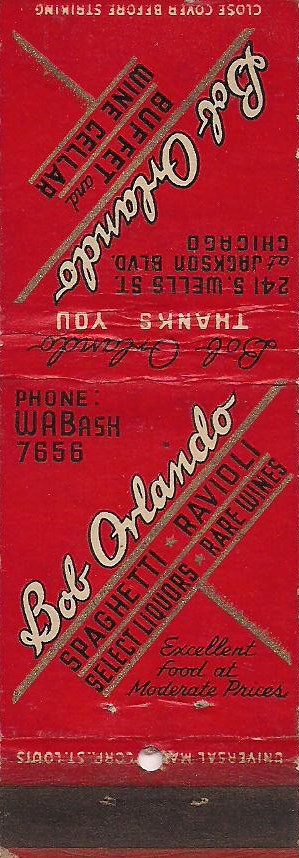 CLOSE COVER BEFORE STRIKING
Bob Orlando
BUFFET and
WINE CELLAR
241 S. WELLS ST.
at JACKSON BLVD.
CHICAGO
THANKS YOU
Bob Orlando
PHONE:
WABASH
7656
Bob Orlando
SPAGHETTI ★ RAVIOLI
SELECT LIQUORS ★ RARE WINES
Excellent
food at
Moderate Prices
UNIVERSAL MA CORP., ST. LOUIS